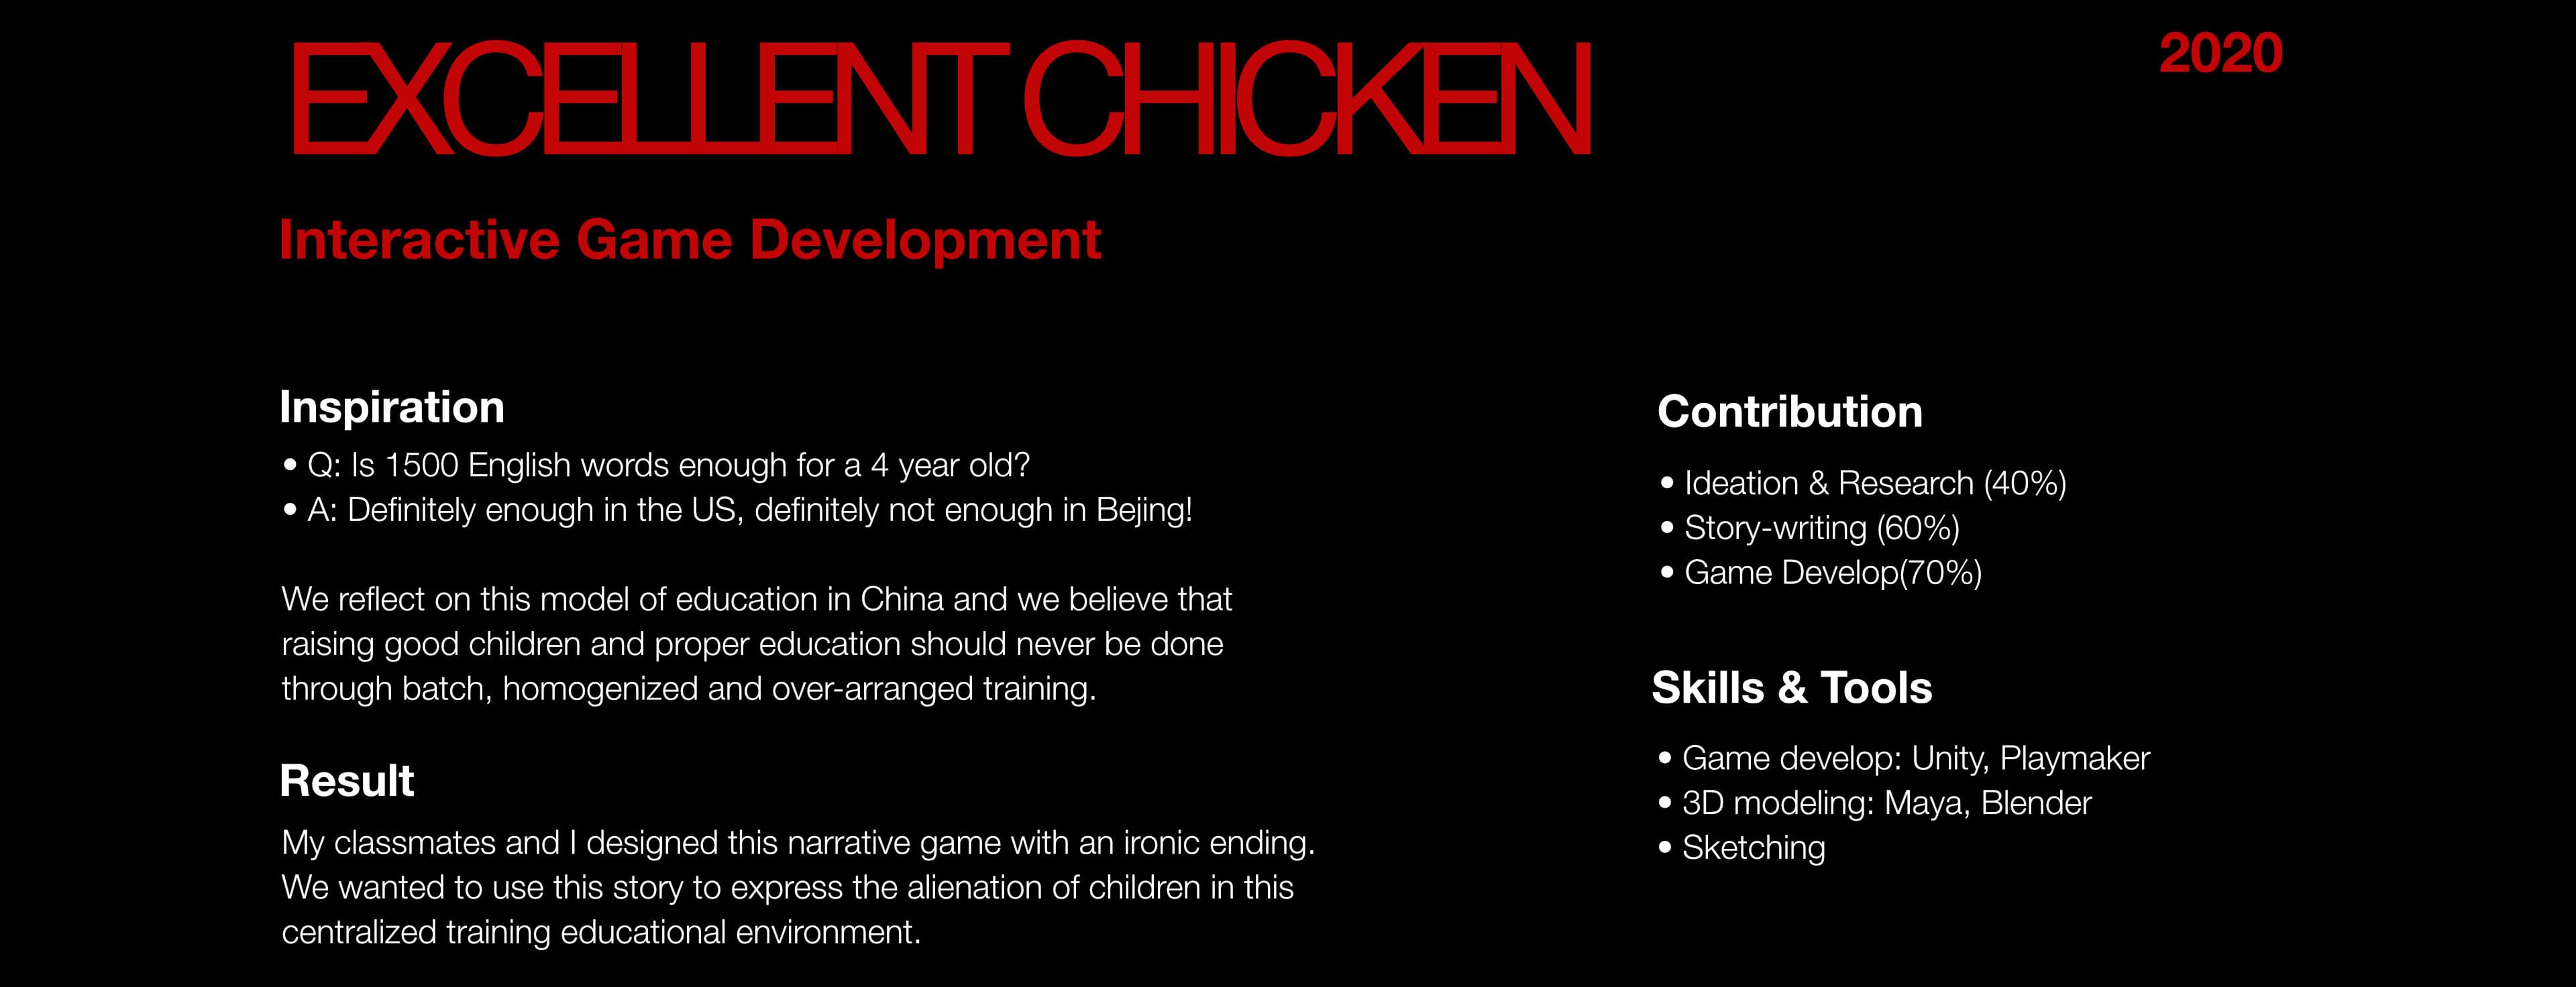 EXCELLENT CHICKEN
2020
Interactive Game Development
Inspiration
• Q: Is 1500 English words enough for a 4 year old?
• A: Definitely enough in the US, definitely not enough in Bejing!
We reflect on this model of education in China and we believe that
raising good children and proper education should never be done
through batch, homogenized and over-arranged training.
Result
My classmates and I designed this narrative game with an ironic ending.
We wanted to use this story to express the alienation of children in this
centralized training educational environment.
Contribution
• Ideation & Research (40%)
• Story-writing (60%)
• Game Develop(70%)
Skills & Tools
• Game develop: Unity, Playmaker
• 3D modeling: Maya, Blender
• Sketching